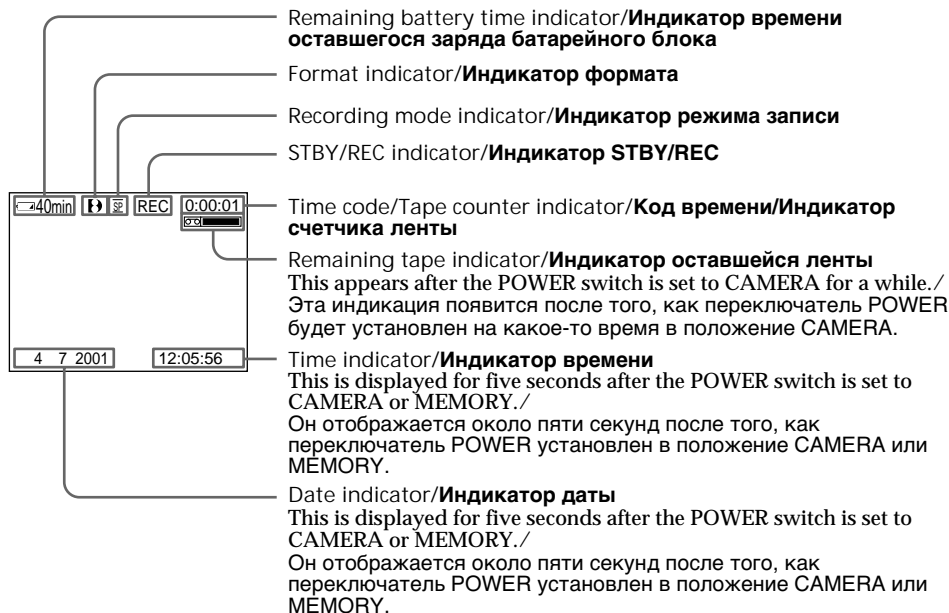 Remaining battery time indicator/Индикатор времени
оставшегося заряда батарейного блока
Format indicator/Индикатор формата
Recording mode indicator/Индикатор режима записи
STBY/REC indicator/Индикатор STBY/REC
40min SP REC 0:00:01
Time code/Tape counter indicator/Код времени/Индикатор
счетчика ленты
Remaining tape indicator/Индикатор оставшейся ленты
This appears after the POWER switch is set to CAMERA for a while./
Эта индикация появится после того, как переключатель POWER
будет установлен на какое-то время в положение CAMERA.
4 7 2001 12:05:56
Time indicator/Индикатор времени
This is displayed for five seconds after the POWER switch is set to
CAMERA or MEMORY./
Он отображается около пяти секунд после того, как
переключатель POWER установлен в положение CAMERA или
MEMORY.
Date indicator/Индикатор даты
This is displayed for five seconds after the POWER switch is set to
CAMERA or MEMORY./
Он отображается около пяти секунд после того, как
переключатель POWER установлен в положение CAMERA или
MEMORY.